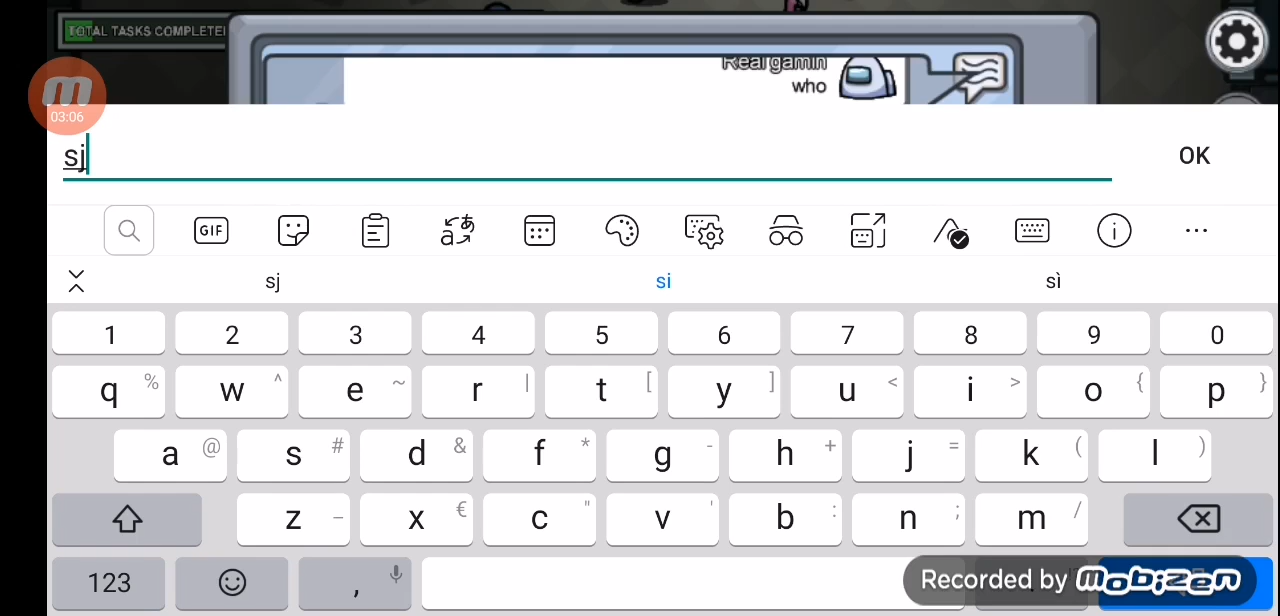 TOTAL TASKS COMPLETE
Real gamin
who
03:06
sj
OK
GIF
sj si sì
1 2 3 4 5 6 7 8 9 0
q % w ^ e ~ r | t [ y ] u < i > o { p }
a @ s # d & f * g - h + j = k ( l )
z _ x € c " v ' b : n ; m /
123 ,
Recorded by mobizen